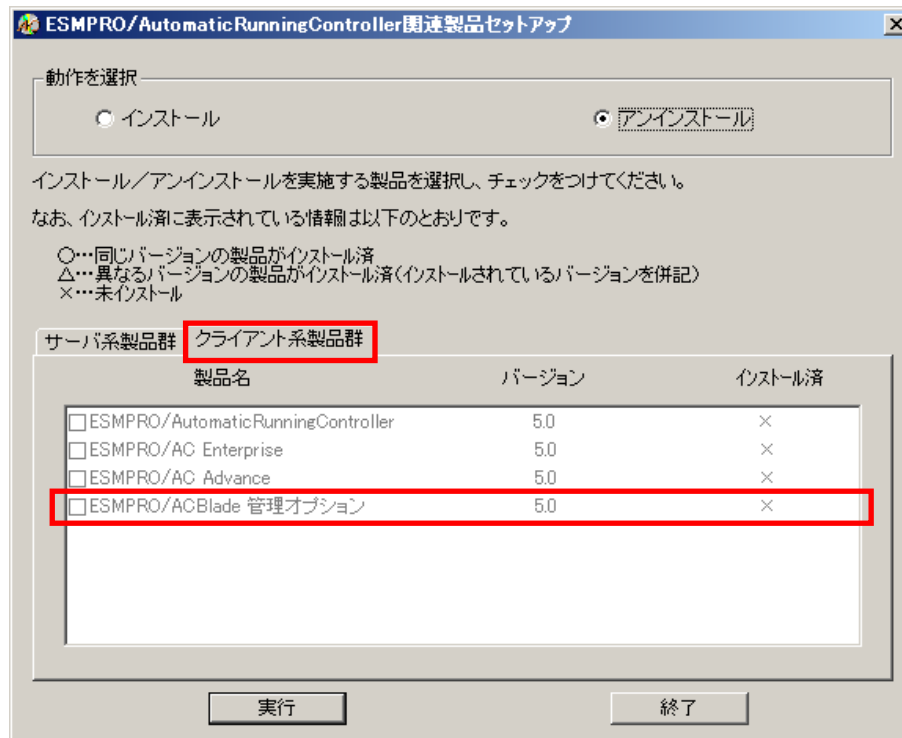 ESMPRO/AutomaticRunningController関連製品セットアップ
動作を選択
インストール
アンインストール
インストール／アンインストールを実施する製品を選択し、チェックをつけてください。
なお、インストール済に表示されている情報は以下のとおりです。
○…同じバージョンの製品がインストール済
△…異なるバージョンの製品がインストール済(インストールされているバージョンを併記)
×…未インストール
サーバ系製品群 クライアント系製品群
製品名 バージョン インストール済
ESMPRO/AutomaticRunningController 5.0 ×
ESMPRO/AC Enterprise 5.0 ×
ESMPRO/AC Advance 5.0 ×
ESMPRO/ACBlade 管理オプション 5.0 ×
実行 終了